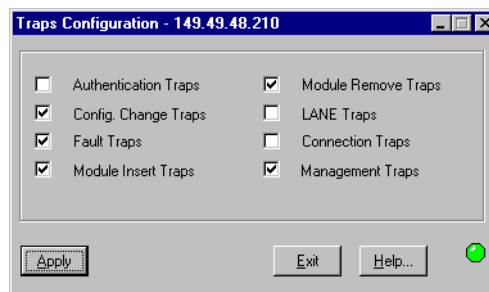 Traps Configuration - 149.49.48.210
Authentication Traps
Module Remove Traps
Config. Change Traps
LANE Traps
Fault Traps
Connection Traps
Module Insert Traps
Management Traps
Apply
Exit
Help...